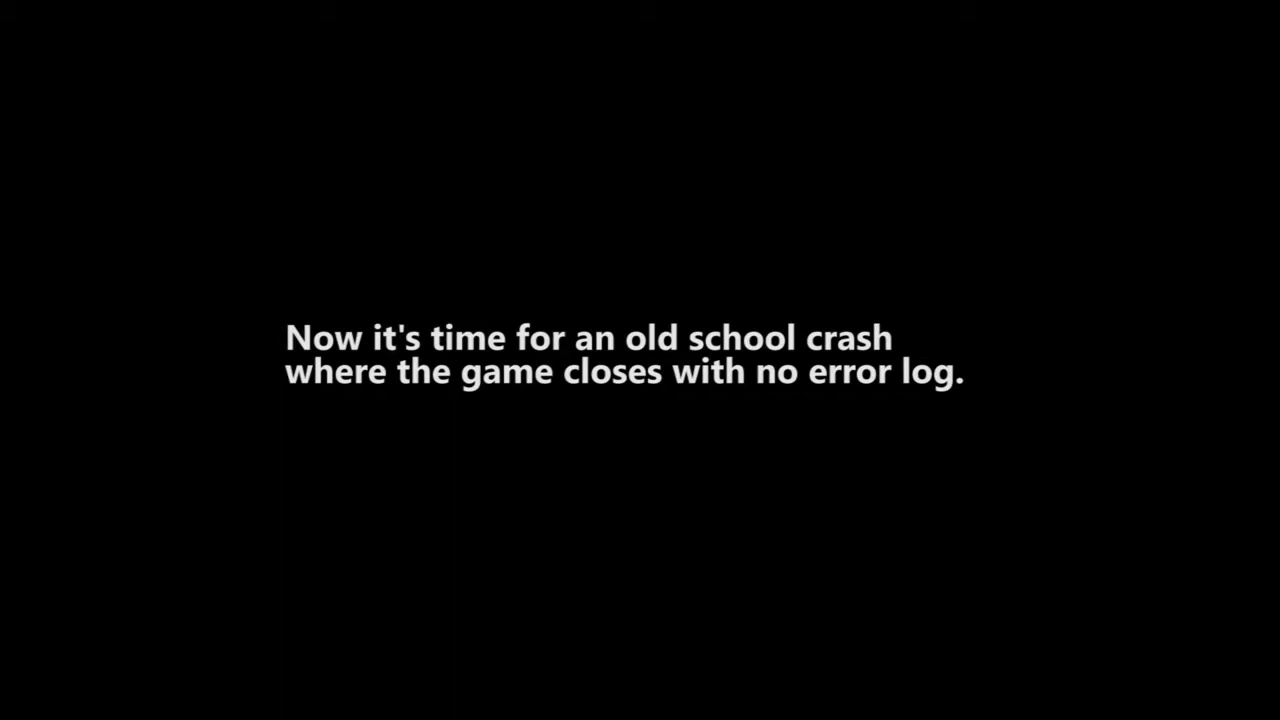 Now it's time for an old school crash
where the game closes with no error log.